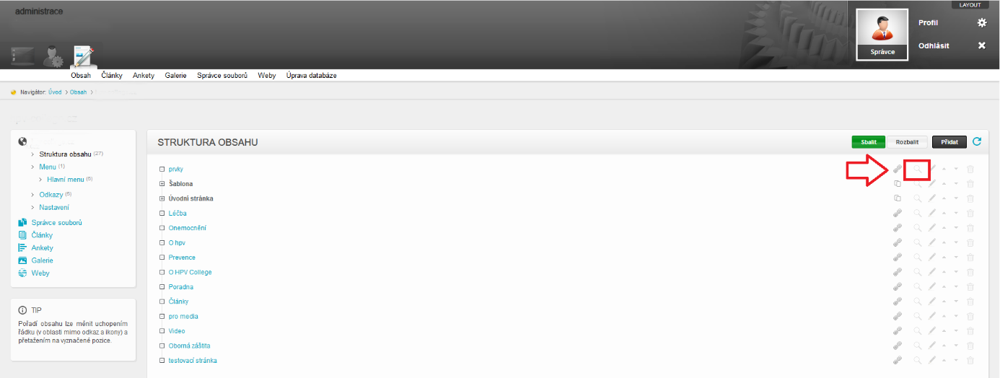 administrace
LAYOUT
Profil
Odhlásit
Správce
Obsah Články Ankety Galerie Správce souborů Weby Úprava databáze
Navigátor: Úvod > Obsah >
Struktura obsahu (27)
Menu (1)
Hlavní menu (6)
Odkazy (5)
Nastavení
Správce souborů
Články
Ankety
Galerie
Weby
TIP
Pořadí obsahu lze měnit uchopením
řádku (v oblasti mimo odkaz a ikony) a
přetažením na vyznačené pozice.
STRUKTURA OBSAHU
Sbalit Rozbalit Přidat
prvky
Šablona
Úvodní stránka
Léčba
Onemocnění
O hpv
Prevence
O HPV College
Poradna
Články
pro media
Video
Oborná záštita
testovací stránka